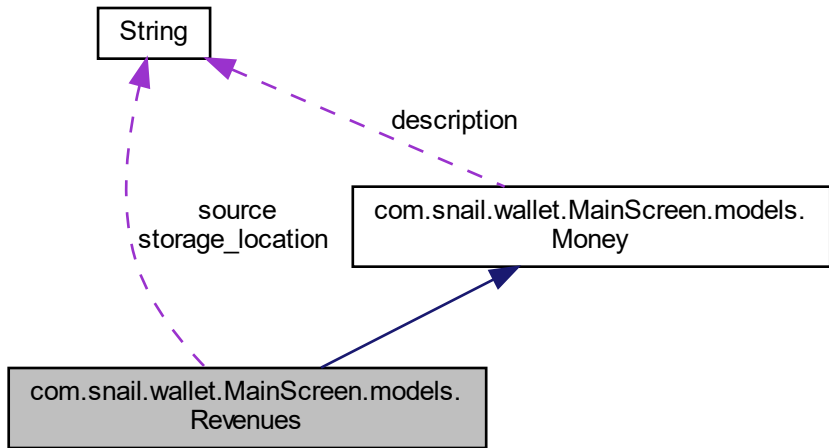 String
description
com.snail.wallet.MainScreen.models.
Money
source
storage_location
com.snail.wallet.MainScreen.models.
Revenues